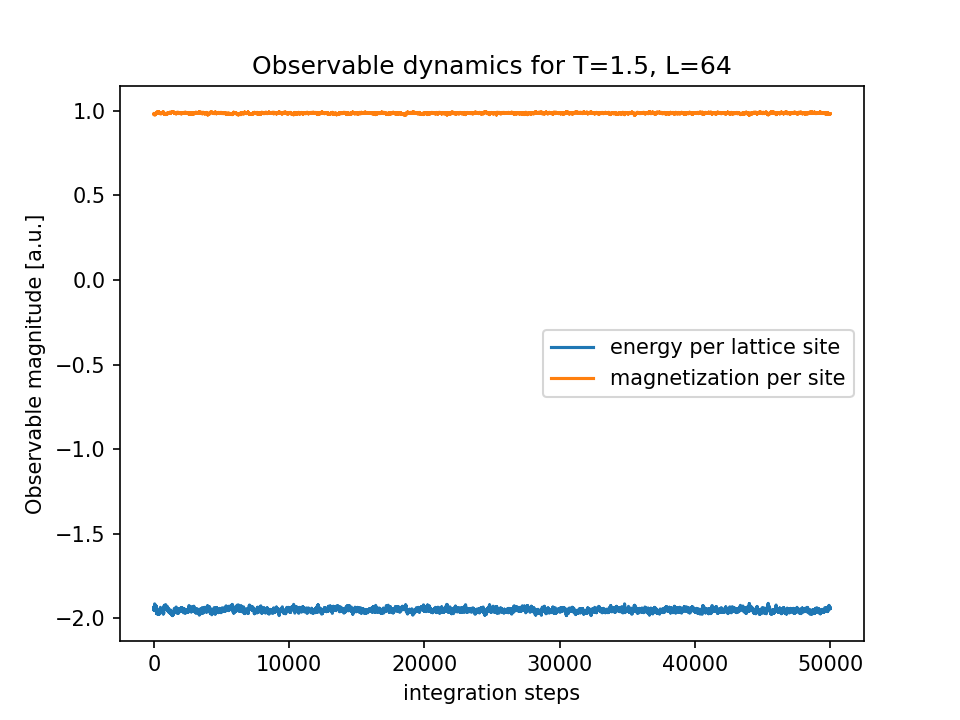 Observable dynamics for T=1.5, L=64
Observable magnitude [a.u.]
1.0
0.5
0.0
−0.5
−1.0
−1.5
−2.0
energy per lattice site
magnetization per site
0 10000 20000 30000 40000 50000
integration steps